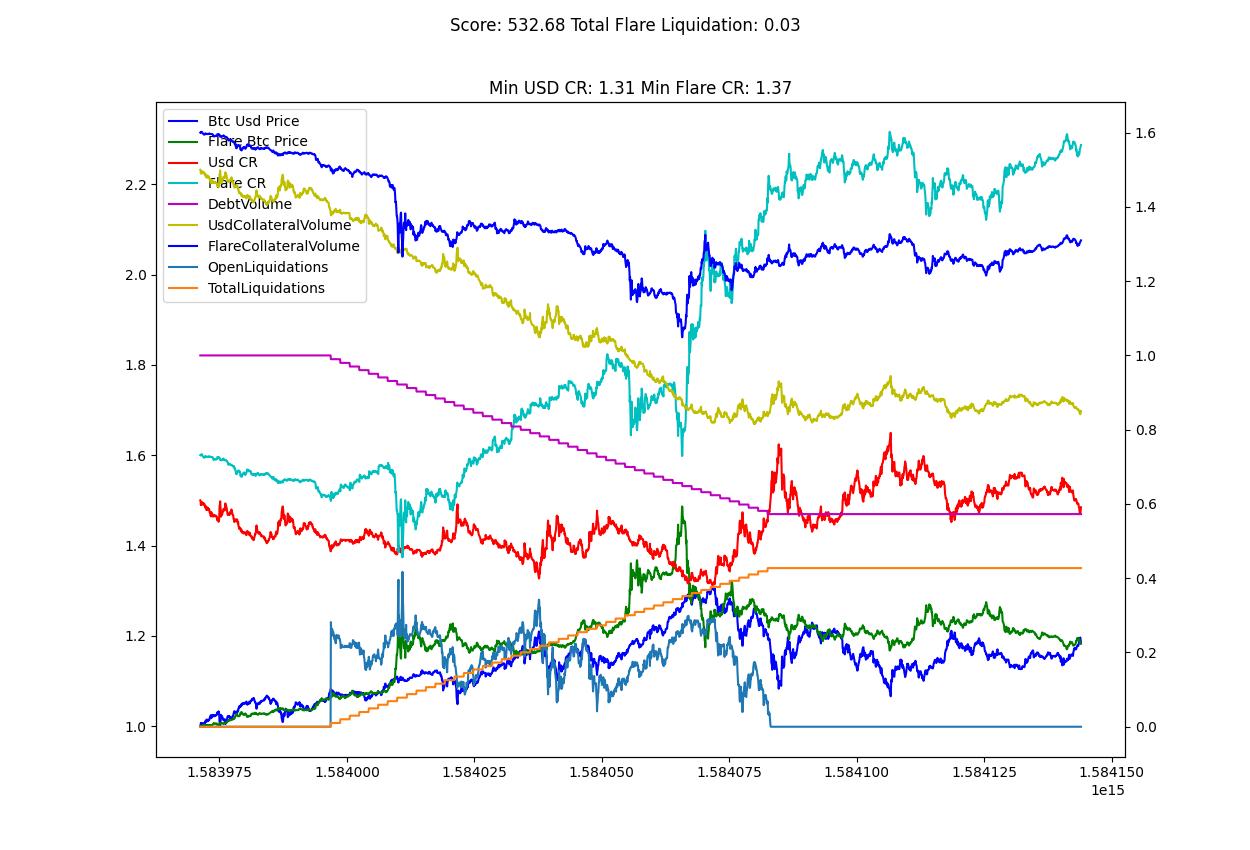 Score: 532.68 Total Flare Liquidation: 0.03
Min USD CR: 1.31 Min Flare CR: 1.37
Btc Usd Price
Flare Btc Price
Usd CR
Flare CR
DebtVolume
UsdCollateralVolume
FlareCollateralVolume
OpenLiquidations
TotalLiquidations
2.2
2.0
1.8
1.6
1.4
1.2
1.0
1.6
1.4
1.2
1.0
0.8
0.6
0.4
0.2
0.0
1.583975 1.584000 1.584025 1.584050 1.584075 1.584100 1.584125 1.584150
1e15